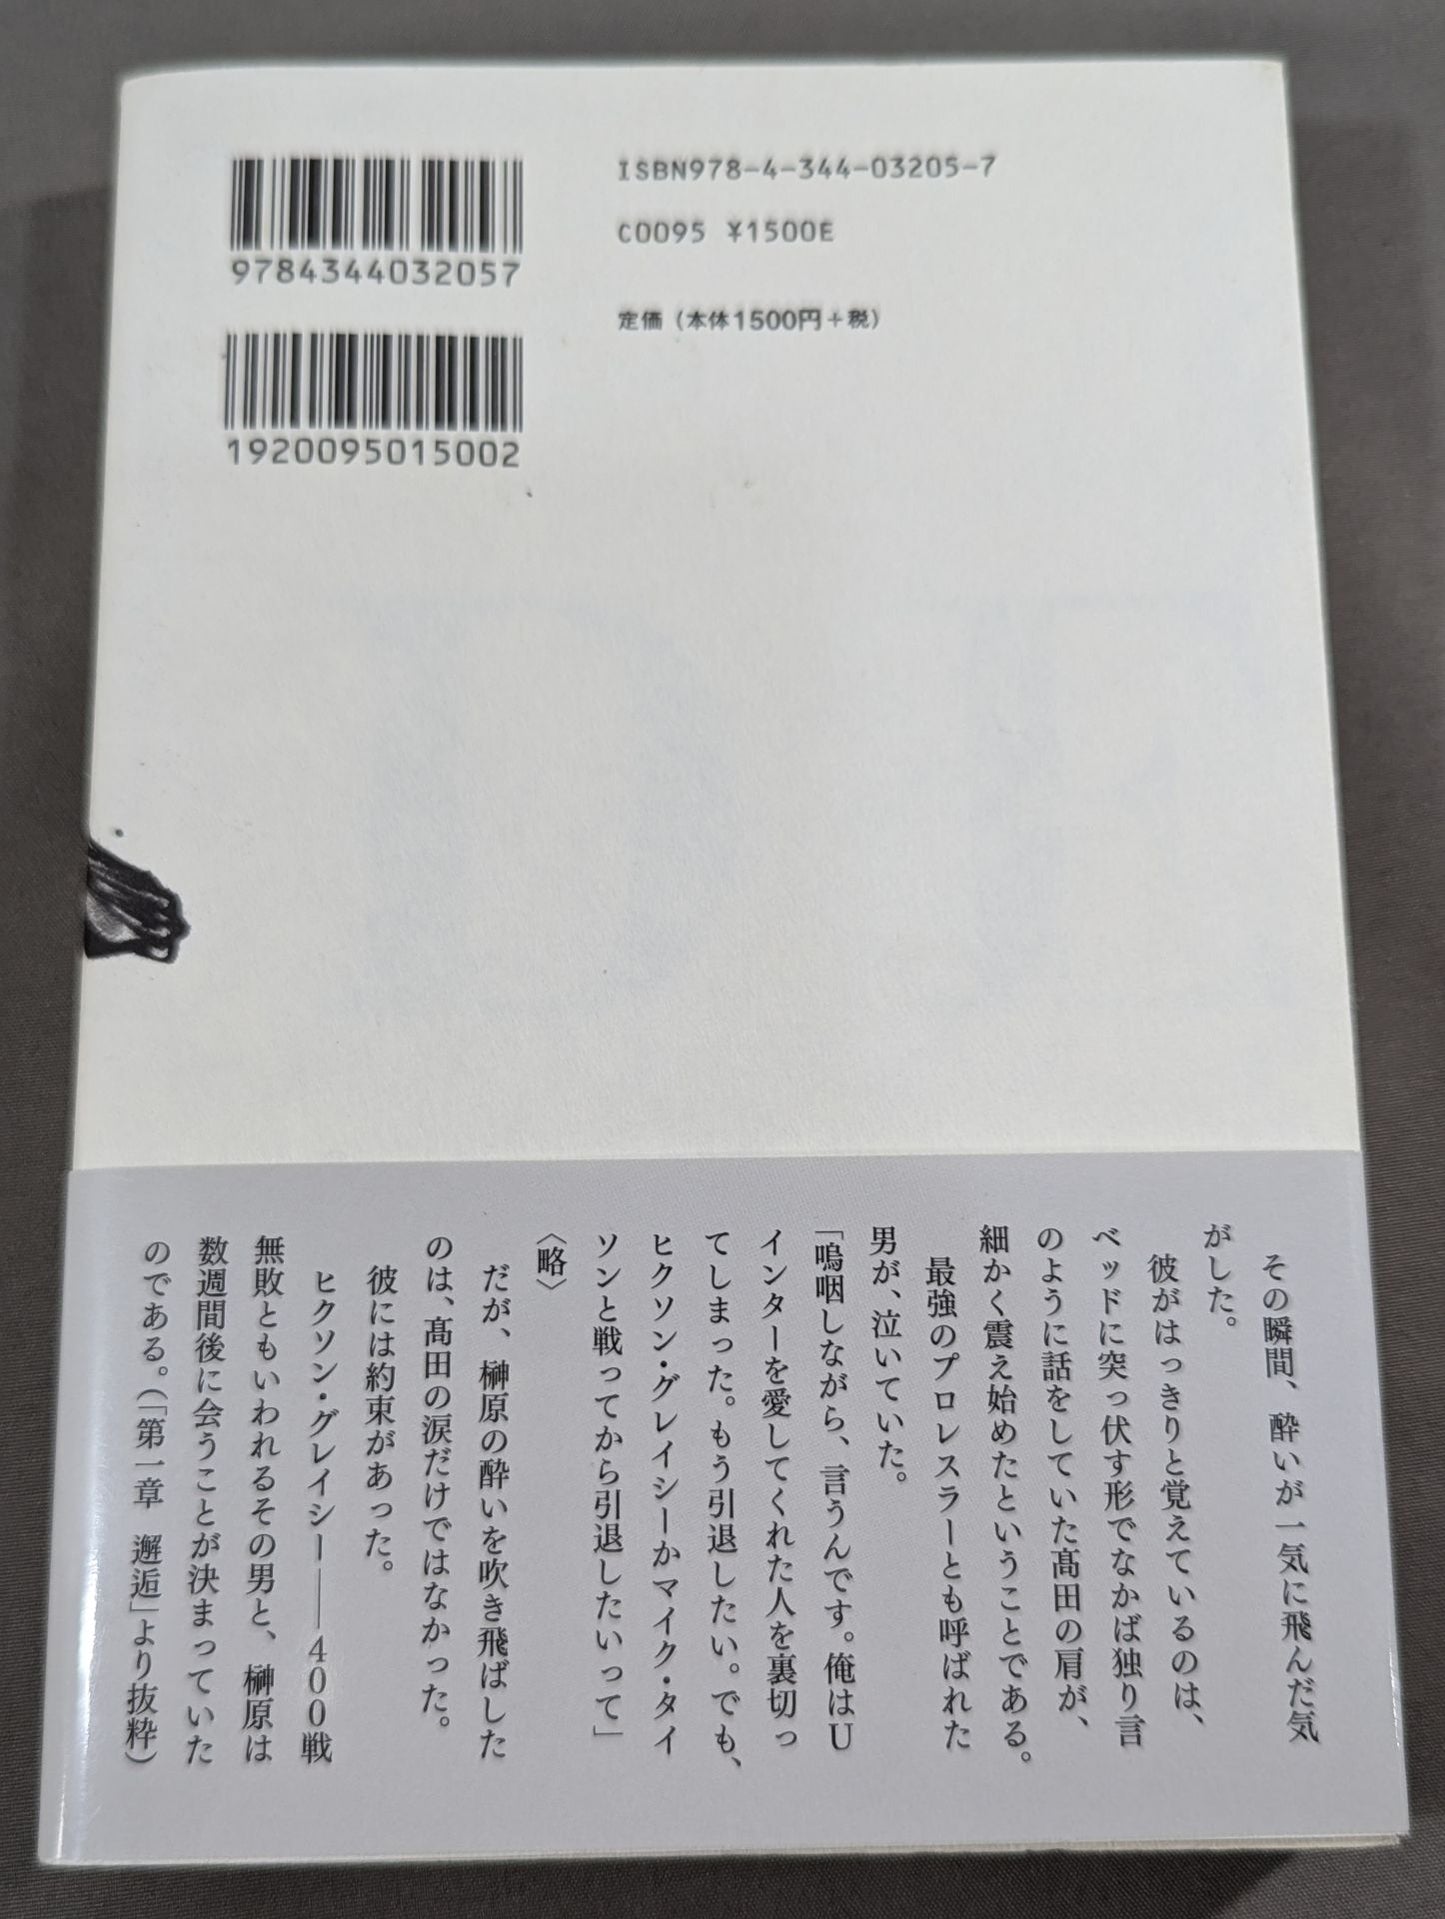 ISBN978-4-344-03205-7
C0095 ¥1500E
定価（本体1500円＋税）
9784344032057
1920095015002
その瞬間、酔いが一気に飛んだ気
がした。
彼がはっきりと覚えているのは、
ベッドに突っ伏す形でなかば独り言
のように話をしていた髙田の肩が、
細かく震え始めたということである。
最強のプロレスラーとも呼ばれた
男が、泣いていた。
「嗚咽しながら、言うんです。俺はU
インターを愛してくれた人を裏切っ
てしまった。もう引退したい。でも、
ヒクソン・グレイシーかマイク・タイ
ソンと戦ってから引退したいって」
〈略〉
だが、榊原の酔いを吹き飛ばした
のは、髙田の涙だけではなかった。
彼には約束があった。
ヒクソン・グレイシー――400戦
無敗ともいわれるその男と、榊原は
数週間後に会うことが決まっていた
のである。（「第一章　邂逅」より抜粋）